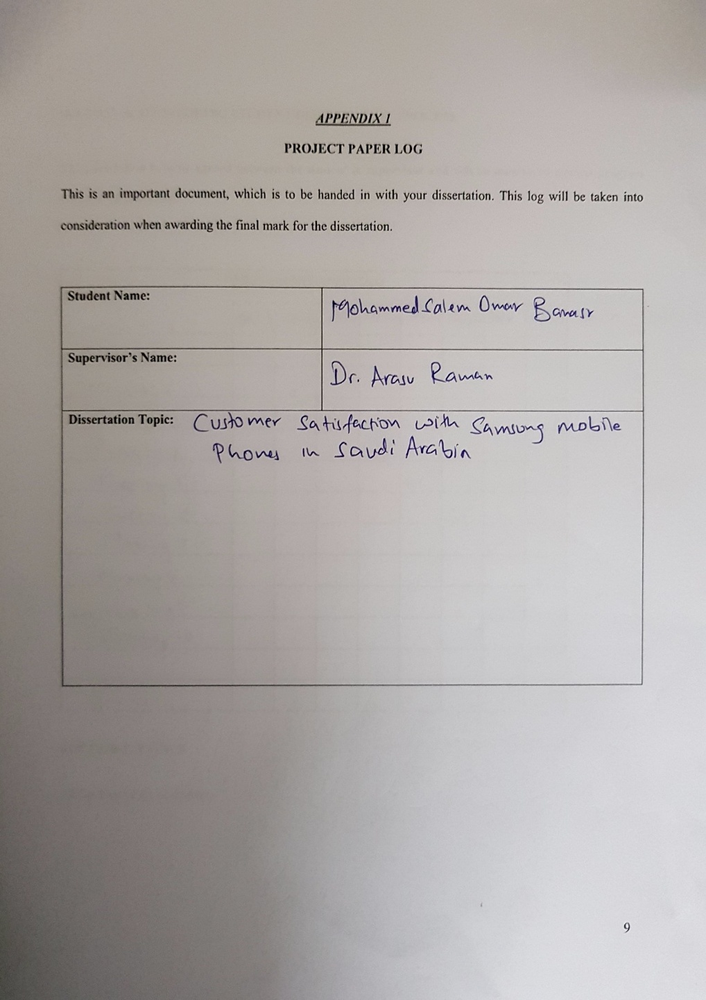 APPENDIX 1
PROJECT PAPER LOG
This is an important document, which is to be handed in with your dissertation. This log will be taken into
consideration when awarding the final mark for the dissertation.
Student Name:
Mohammed Salem Omar Banasr
Supervisor's Name:
Dr. Arasu Raman
Dissertation Topic: Customer Satisfaction with Samsung mobile
Phones in Saudi Arabia
9